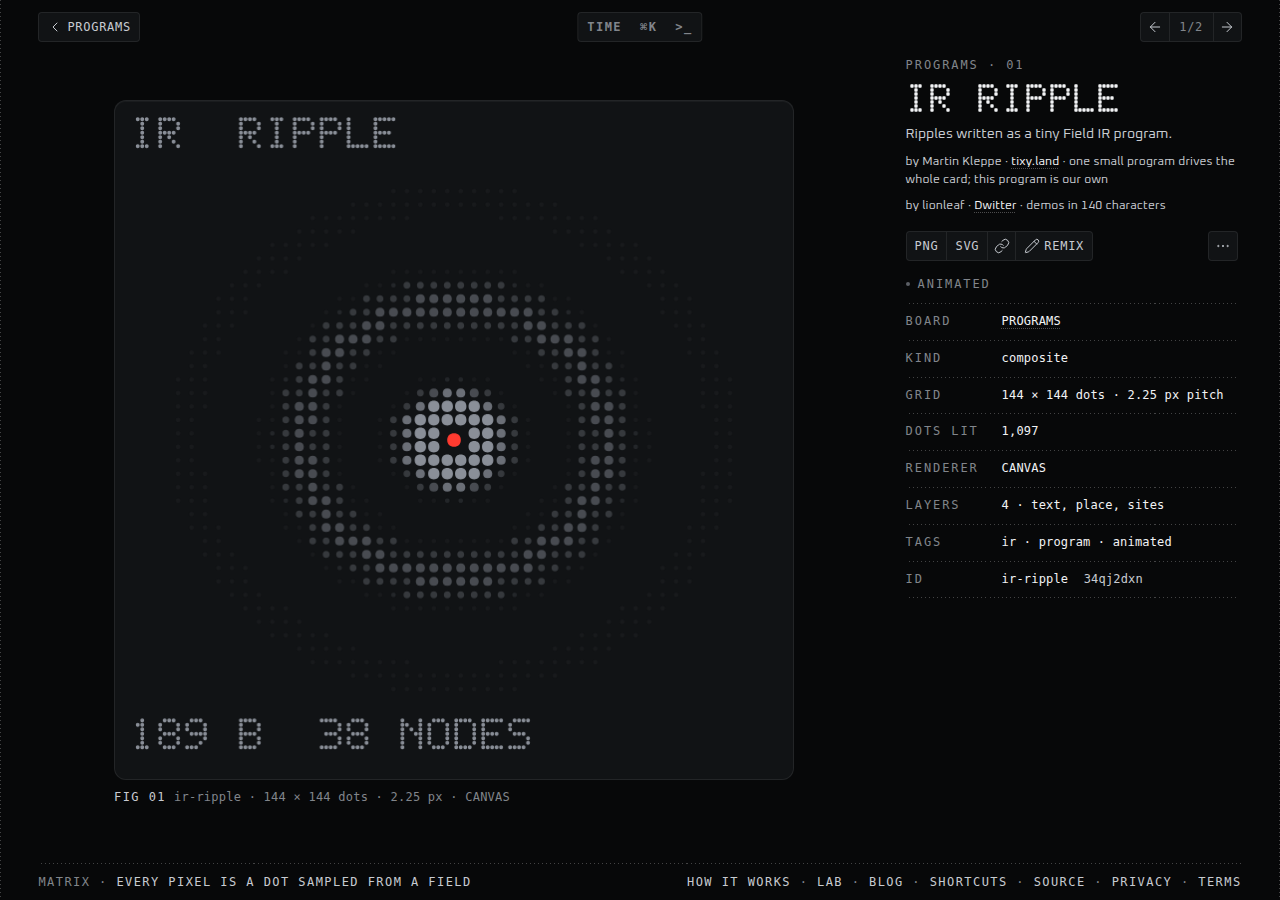 PROGRAMS
TIME ⌘K >_
1/2
PROGRAMS · 01
IR RIPPLE
Ripples written as a tiny Field IR program.
by Martin Kleppe · tixy.land · one small program drives the
whole card; this program is our own
by lionleaf · Dwitter · demos in 140 characters
PNG SVG REMIX
ANIMATED
BOARD PROGRAMS
KIND composite
GRID 144 × 144 dots · 2.25 px pitch
DOTS LIT 1,097
RENDERER CANVAS
LAYERS 4 · text, place, sites
TAGS ir · program · animated
ID ir-ripple 34qj2dxn
IR RIPPLE
189 B 38 NODES
FIG 01 ir-ripple · 144 × 144 dots · 2.25 px · CANVAS
MATRIX · EVERY PIXEL IS A DOT SAMPLED FROM A FIELD
HOW IT WORKS · LAB · BLOG · SHORTCUTS · SOURCE · PRIVACY · TERMS